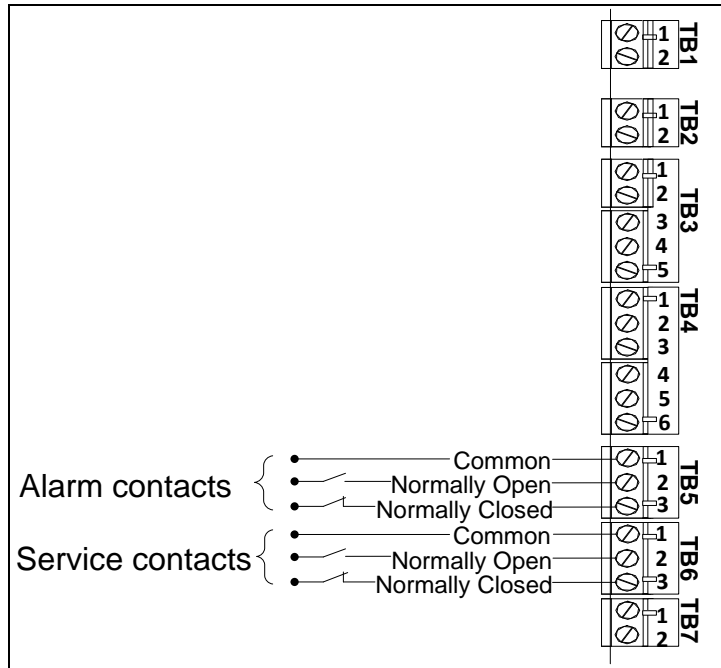 1
2
TB1
1
2
TB2
1
2
3
4
5
TB3
1
2
3
4
5
6
TB4
Alarm contacts
Common
Normally Open
Normally Closed
1
2
3
TB5
Service contacts
Common
Normally Open
Normally Closed
1
2
3
TB6
1
2
TB7